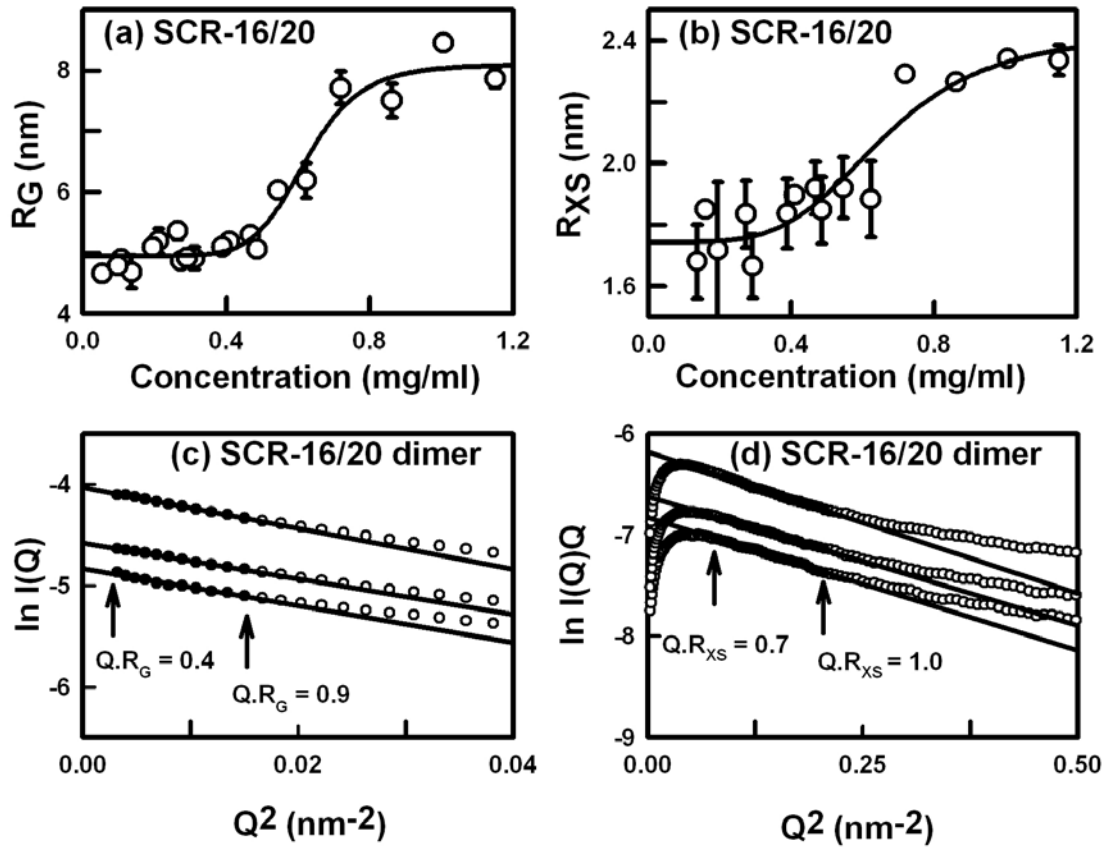 (a) SCR-16/20
8
6
4
RG (nm)
0.0 0.4 0.8 1.2
Concentration (mg/ml)
(b) SCR-16/20
2.4
2.0
1.6
RXS (nm)
0.0 0.4 0.8 1.2
Concentration (mg/ml)
(c) SCR-16/20 dimer
-4
-5
-6
ln I(Q)
Q.RG = 0.4
Q.RG = 0.9
0.00 0.02 0.04
Q2 (nm-2)
(d) SCR-16/20 dimer
-6
-7
-8
-9
ln I(Q)Q
Q.RXS = 0.7
Q.RXS = 1.0
0.00 0.25 0.50
Q2 (nm-2)